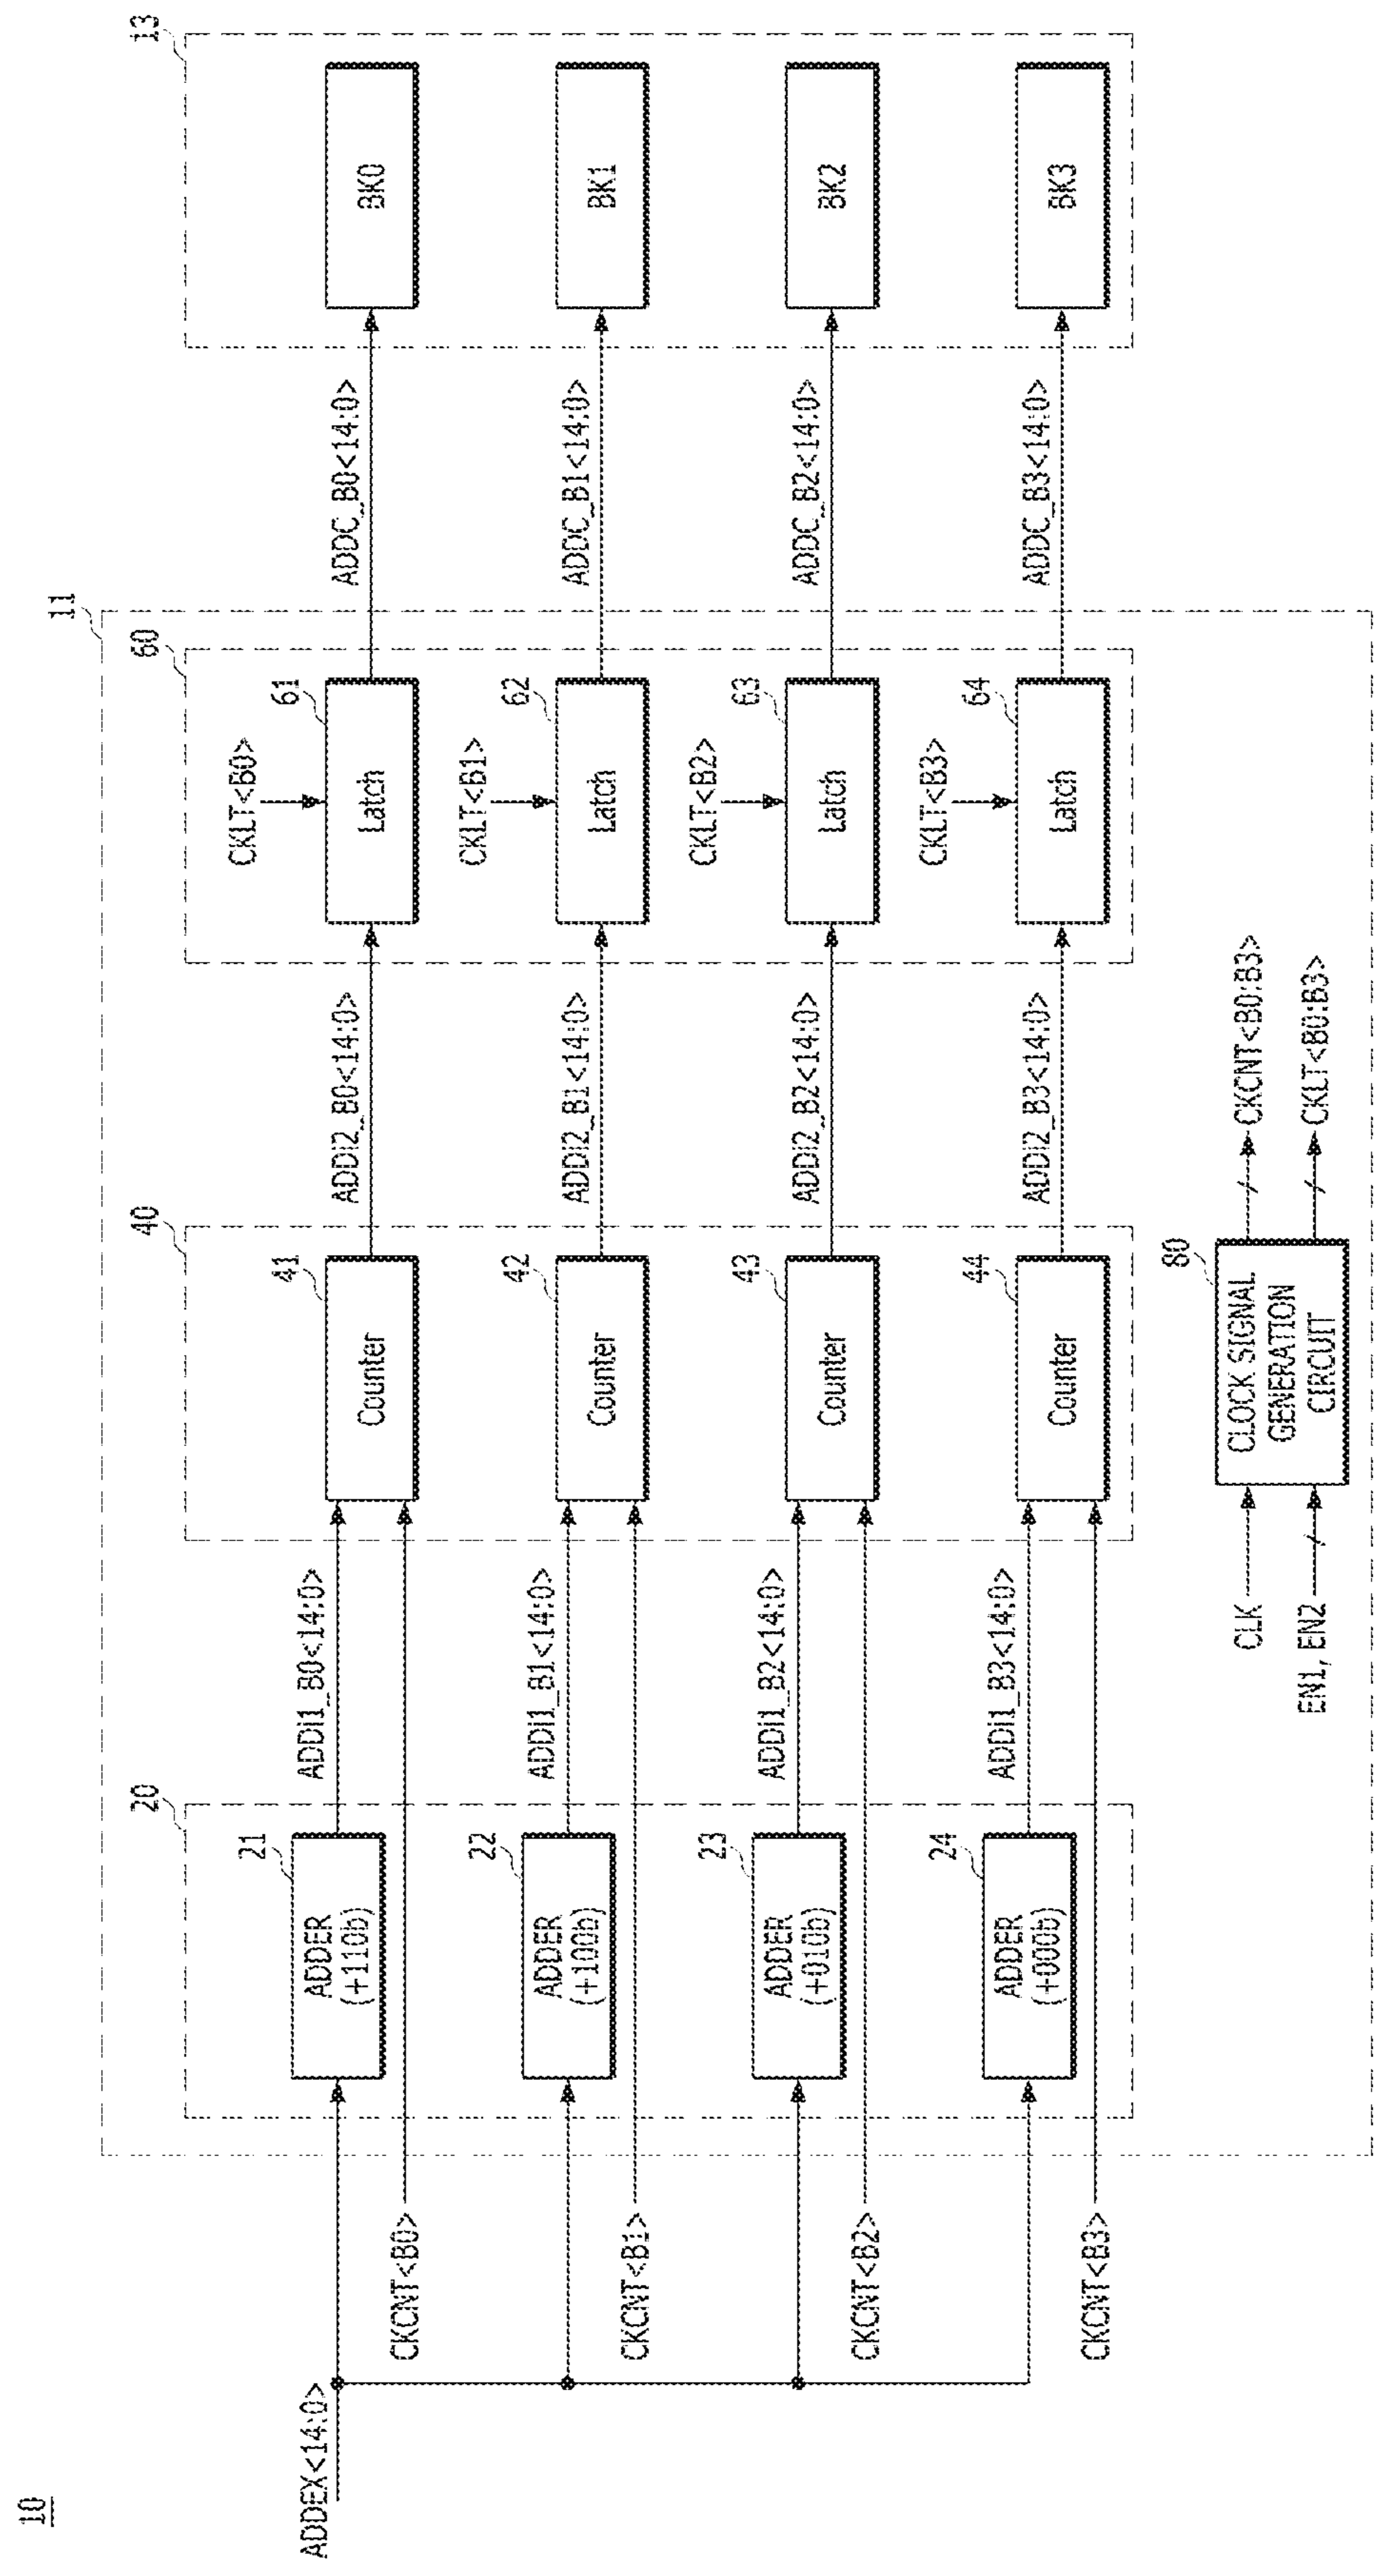 10
ADDEX<14:0>
11
20
21
ADDER
(+110b)
22
ADDER
(+100b)
23
ADDER
(+010b)
24
ADDER
(+000b)
CKCNT<B0>
CKCNT<B1>
CKCNT<B2>
CKCNT<B3>
ADDi1_B0<14:0>
ADDi1_B1<14:0>
ADDi1_B2<14:0>
ADDi1_B3<14:0>
40
41
Counter
42
Counter
43
Counter
44
Counter
ADDi2_B0<14:0>
ADDi2_B1<14:0>
ADDi2_B2<14:0>
ADDi2_B3<14:0>
60
CKLT<B0>
61
Latch
CKLT<B1>
62
Latch
CKLT<B2>
63
Latch
CKLT<B3>
64
Latch
ADDC_B0<14:0>
ADDC_B1<14:0>
ADDC_B2<14:0>
ADDC_B3<14:0>
13
BK0
BK1
BK2
BK3
CLK
EN1, EN2
80
CLOCK SIGNAL
GENERATION
CIRCUIT
CKCNT<B0:B3>
CKLT<B0:B3>